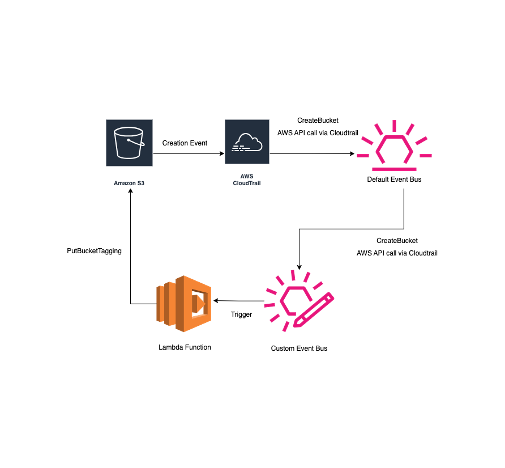 CreateBucket
AWS API call via Cloudtrail
Creation Event
Amazon S3
AWS
CloudTrail
Default Event Bus
CreateBucket
AWS API call via Cloudtrail
PutBucketTagging
Trigger
Lambda Function
Custom Event Bus